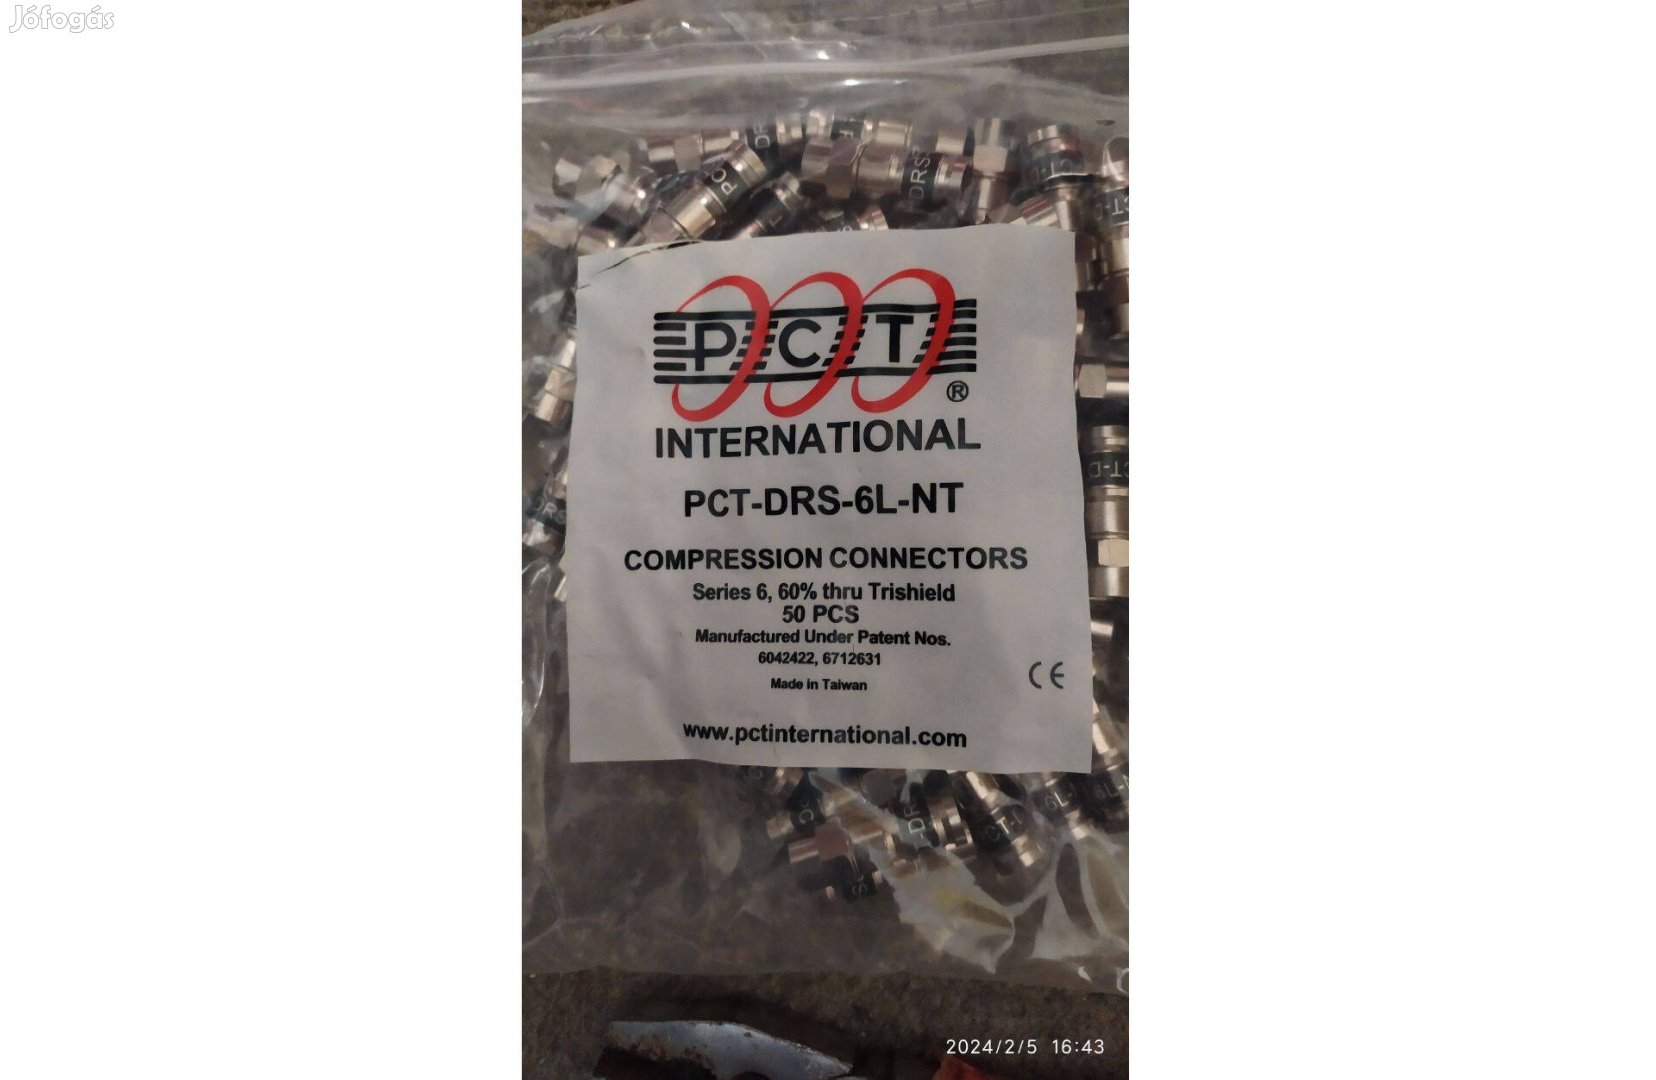 Jófogás
PCT
®
INTERNATIONAL
PCT-DRS-6L-NT
COMPRESSION CONNECTORS
Series 6, 60% thru Trishield
50 PCS
Manufactured Under Patent Nos.
6042422, 6712631
Made in Taiwan
CE
www.pctinternational.com
2024/2/5 16:43